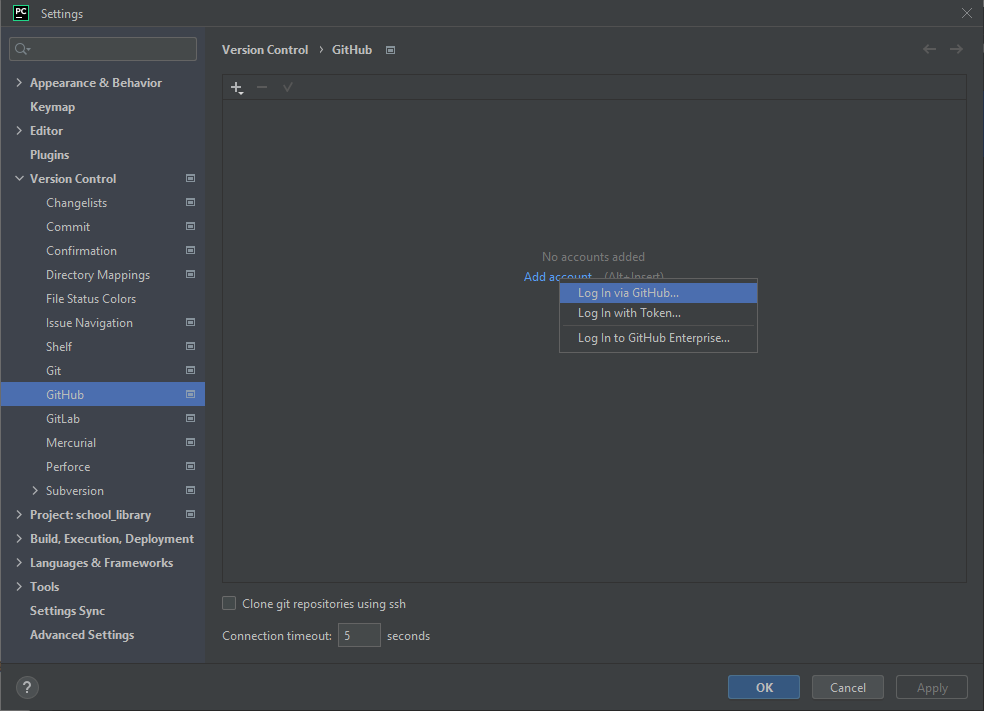 PC Settings
Version Control › GitHub
Appearance & Behavior
Keymap
Editor
Plugins
Version Control
Changelists
Commit
Confirmation
Directory Mappings
File Status Colors
Issue Navigation
Shelf
Git
GitHub
GitLab
Mercurial
Perforce
Subversion
Project: school_library
Build, Execution, Deployment
Languages & Frameworks
Tools
Settings Sync
Advanced Settings
No accounts added
Add account... (Alt+Insert)
Log In via GitHub...
Log In with Token...
Log In to GitHub Enterprise...
Clone git repositories using ssh
Connection timeout: 5 seconds
?
OK Cancel Apply